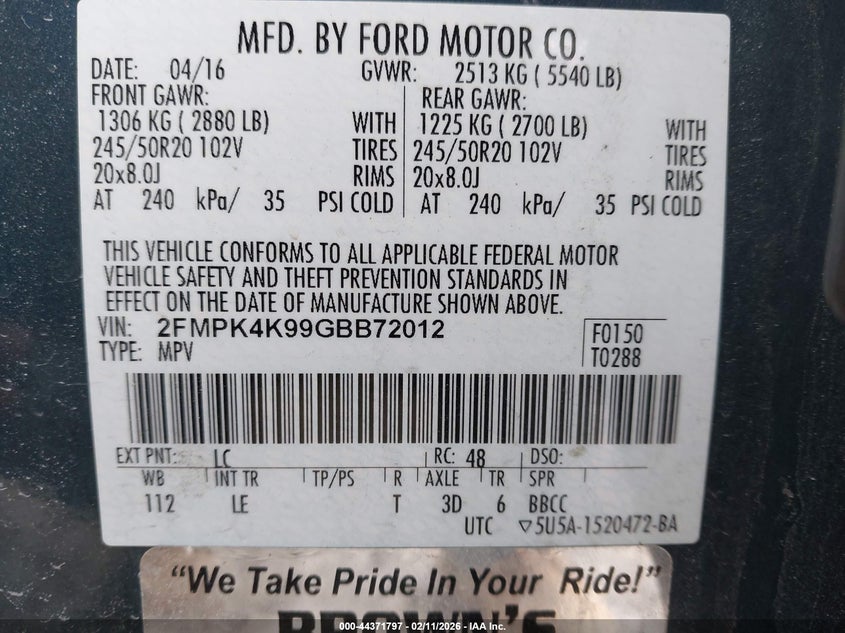 MFD. BY FORD MOTOR CO.
DATE: 04/16 GVWR: 2513 KG ( 5540 LB)
FRONT GAWR: REAR GAWR:
1306 KG ( 2880 LB) WITH 1225 KG ( 2700 LB) WITH
245/50R20 102V TIRES 245/50R20 102V TIRES
20x8.0J RIMS 20x8.0J RIMS
AT 240 kPa/ 35 PSI COLD AT 240 kPa/ 35 PSI COLD
THIS VEHICLE CONFORMS TO ALL APPLICABLE FEDERAL MOTOR
VEHICLE SAFETY AND THEFT PREVENTION STANDARDS IN
EFFECT ON THE DATE OF MANUFACTURE SHOWN ABOVE.
VIN: 2FMPK4K99GBB72012 F0150
TYPE: MPV T0288
EXT PNT: LC RC: 48 DSO:
WB INT TR TP/PS R AXLE TR SPR
112 LE T 3D 6 BBCC
UTC ▽5U5A-1520472-BA
"We Take Pride In Your Ride!"
BROWN'S
000-44371797 - 02/11/2026 - IAA Inc.